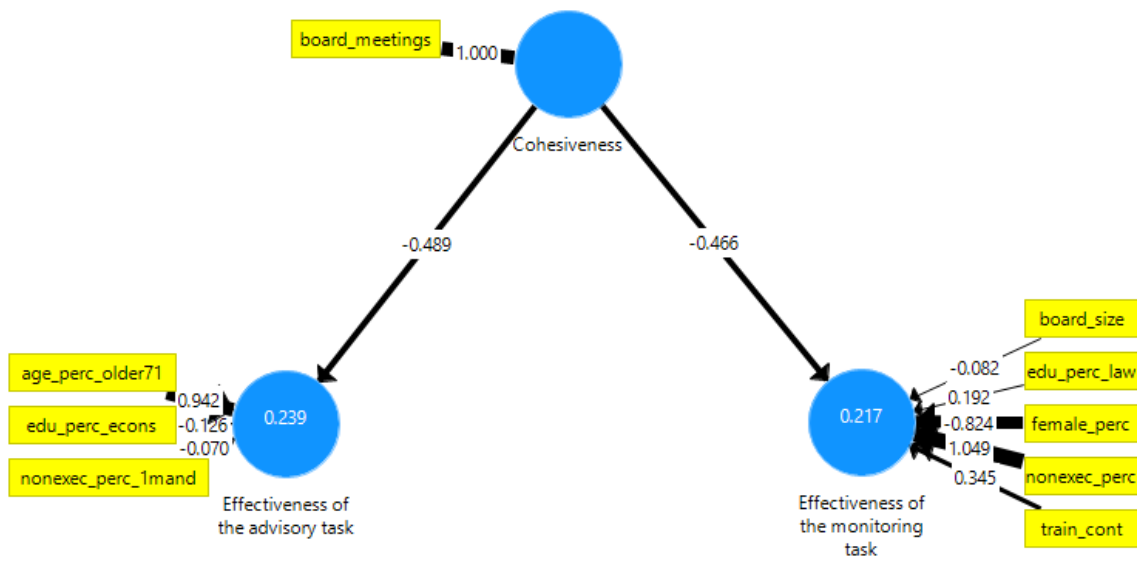 board_meetings
1.000
Cohesiveness
-0.489
-0.466
age_perc_older71
edu_perc_econs
nonexec_perc_1mand
0.942
-0.126
-0.070
0.239
Effectiveness of
the advisory task
0.217
Effectiveness of
the monitoring
task
-0.082
0.192
-0.824
1.049
0.345
board_size
edu_perc_law
female_perc
nonexec_perc
train_cont